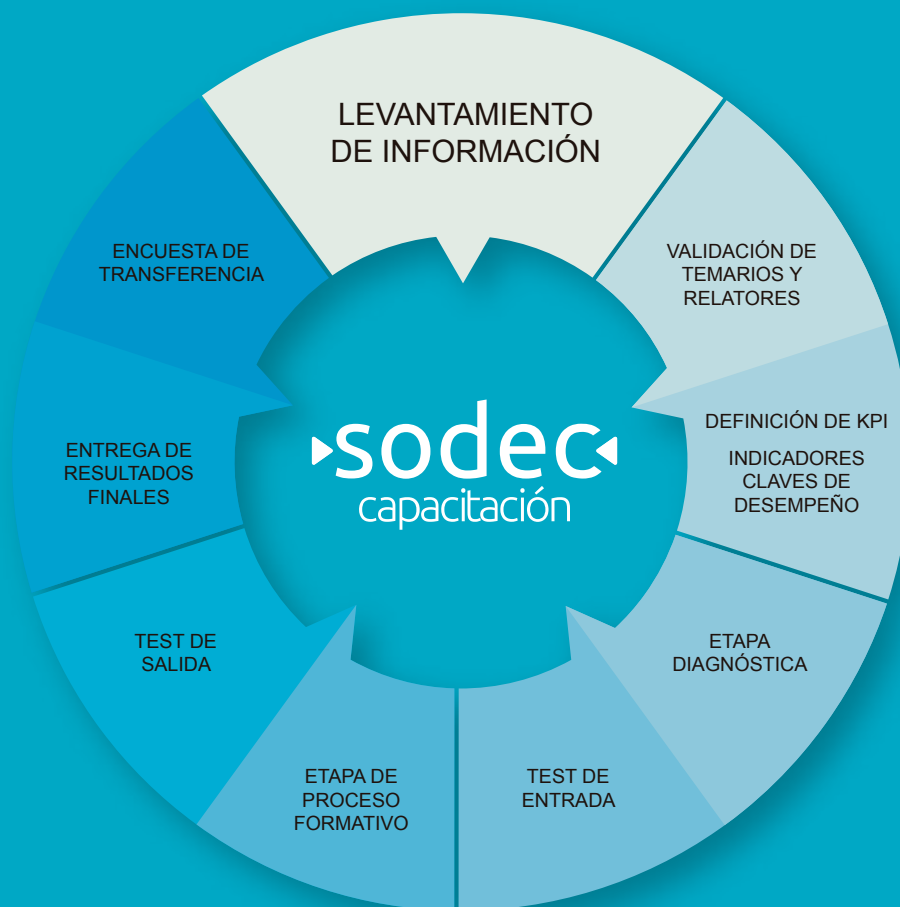 LEVANTAMIENTO
DE INFORMACIÓN
VALIDACIÓN DE
TEMARIOS Y
RELATORES
DEFINICIÓN DE KPI
INDICADORES
CLAVES DE
DESEMPEÑO
ETAPA
DIAGNÓSTICA
TEST DE
ENTRADA
ETAPA DE
PROCESO
FORMATIVO
TEST DE
SALIDA
ENTREGA DE
RESULTADOS
FINALES
ENCUESTA DE
TRANSFERENCIA
sodec
capacitación